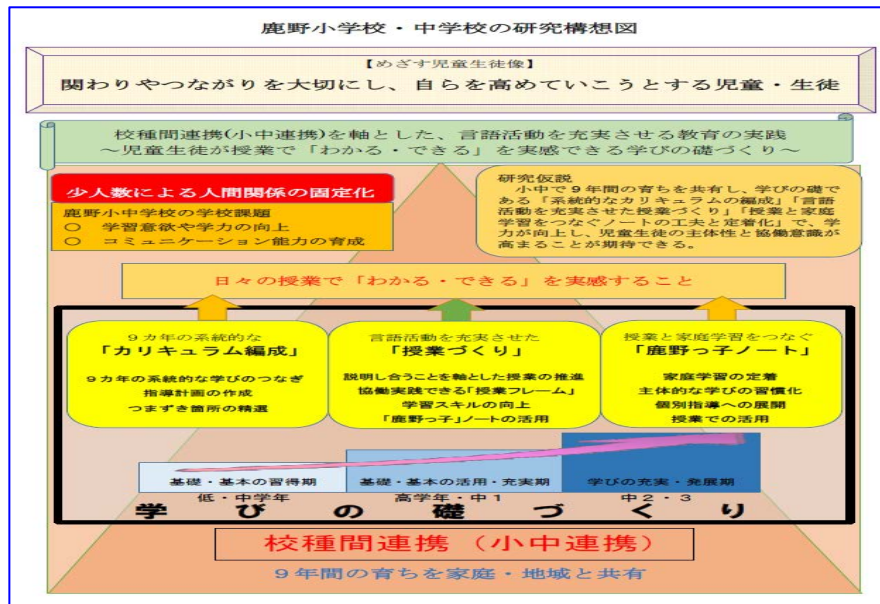 鹿野小学校・中学校の研究構想図
【めざす児童生徒像】
関わりやつながりを大切にし、自らを高めていこうとする児童・生徒
校種間連携(小中連携)を軸とした、言語活動を充実させる教育の実践
～児童生徒が授業で「わかる・できる」を実感できる学びの礎づくり～
少人数による人間関係の固定化
鹿野小中学校の学校課題
○ 学習意欲や学力の向上
○ コミュニケーション能力の育成
研究仮説
小中で9年間の育ちを共有し、学びの礎
である「系統的なカリキュラムの編成」「言語
活動を充実させた授業づくり」「授業と家庭
学習をつなぐノートの工夫と定着化」で、学
力が向上し、児童生徒の主体性と協働意識が
高まることが期待できる。
日々の授業で「わかる・できる」を実感すること
9カ年の系統的な
「カリキュラム編成」
9カ年の系統的な学びのつなぎ
指導計画の作成
つまずき箇所の精選
言語活動を充実させた
「授業づくり」
説明し合うことを軸とした授業の推進
協働実践できる「授業フレーム」
学習スキルの向上
「鹿野っ子」ノートの活用
授業と家庭学習をつなぐ
「鹿野っ子ノート」
家庭学習の定着
主体的な学びの習慣化
個別指導への展開
授業での活用
基礎・基本の習得期
基礎・基本の活用・充実期
学びの充実・発展期
低・中学年
高学年・中1
中2・3
学びの礎づくり
校種間連携（小中連携）
9年間の育ちを家庭・地域と共有